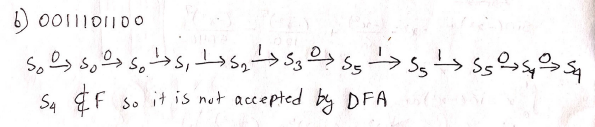 b) 0011101100
S₀ →⁰ S₀ →⁰ S₀ →¹ S₁ →¹ S₂ →¹ S₃ →⁰ S₅ →¹ S₅ →¹ S₅ →⁰ S₄ →⁰ S₄
S₄ ∉ F so it is not accepted by DFA